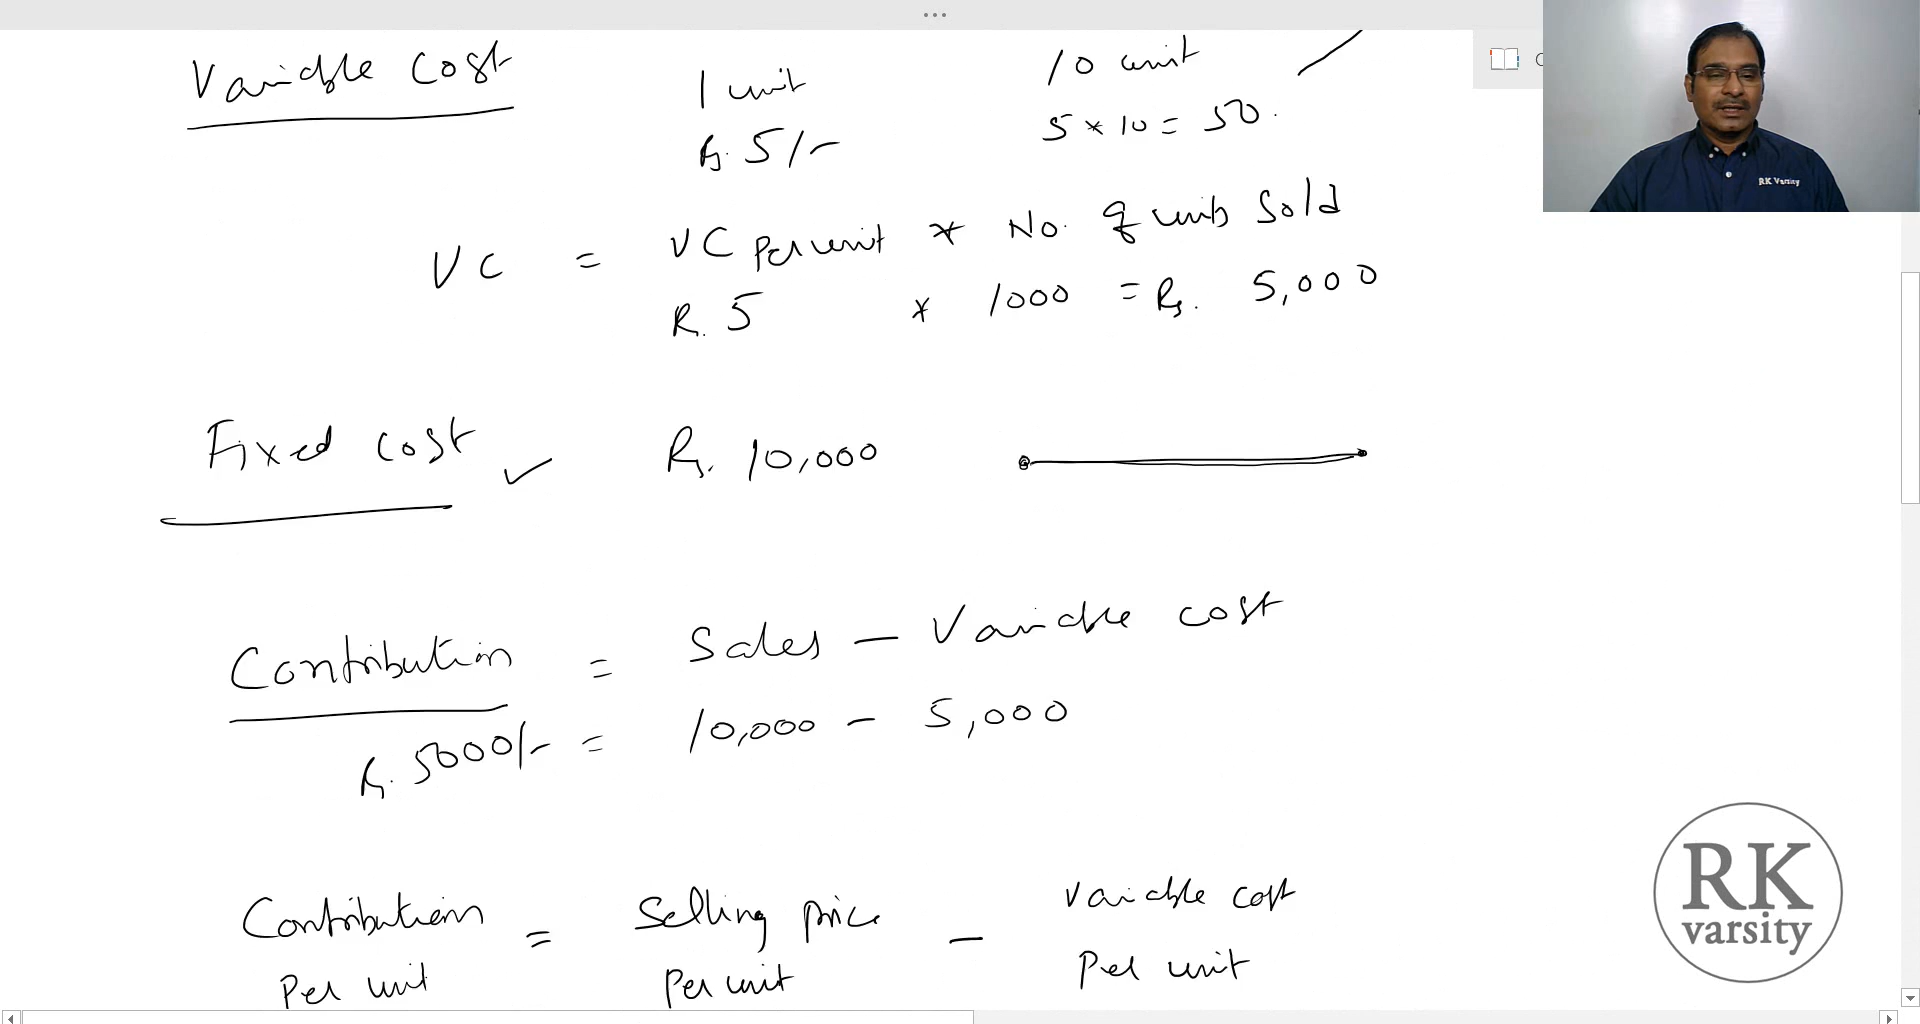 Variable Cost
1 unit
Rs. 5/-
10 unit
5 * 10 = 50.
VC = VC Per unit * No. of units Sold
Rs. 5 * 1000 = Rs. 5,000
Fixed cost ✓ Rs. 10,000
Contribution = Sales – Variable cost
Rs. 5000/- = 10,000 – 5,000
Contribution Per unit = Selling price Per unit – Variable cost Per unit
RK Varsity
RK
varsity